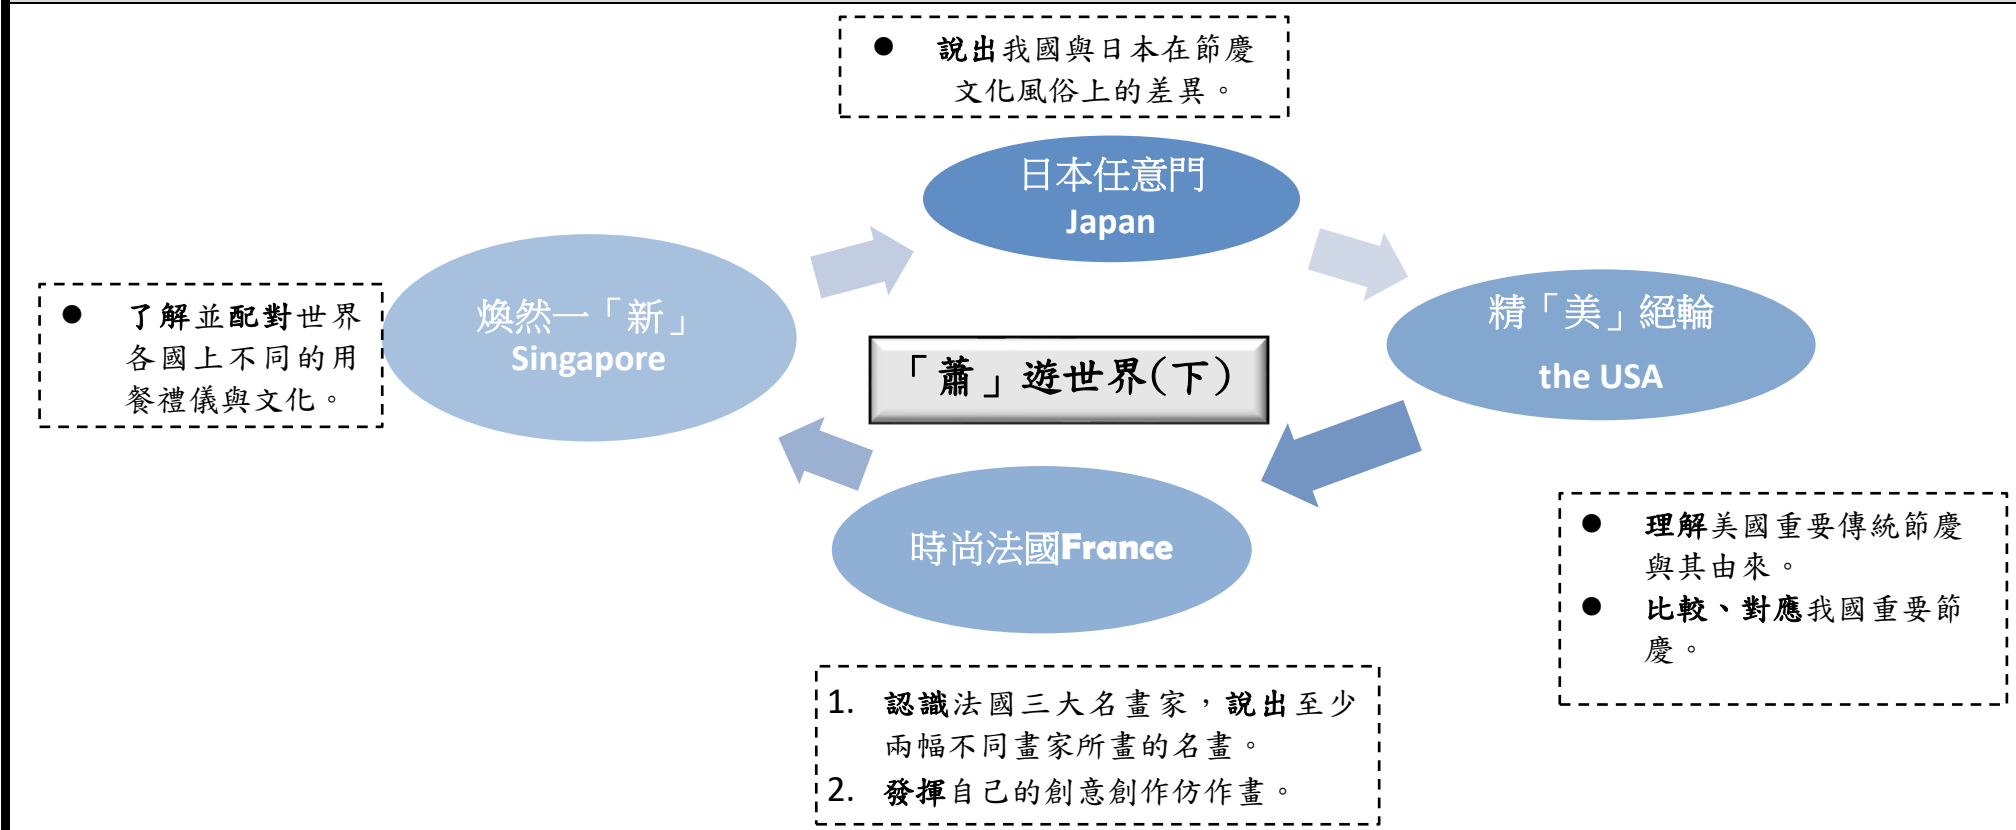 ● 說出我國與日本在節慶
文化風俗上的差異。
日本任意門
Japan
煥然一「新」
Singapore
● 了解並配對世界
各國上不同的用
餐禮儀與文化。
精「美」絕輪
the USA
「蕭」遊世界(下)
時尚法國France
● 理解美國重要傳統節慶
與其由來。
● 比較、對應我國重要節
慶。
1. 認識法國三大名畫家，說出至少
兩幅不同畫家所畫的名畫。
2. 發揮自己的創意創作仿作畫。